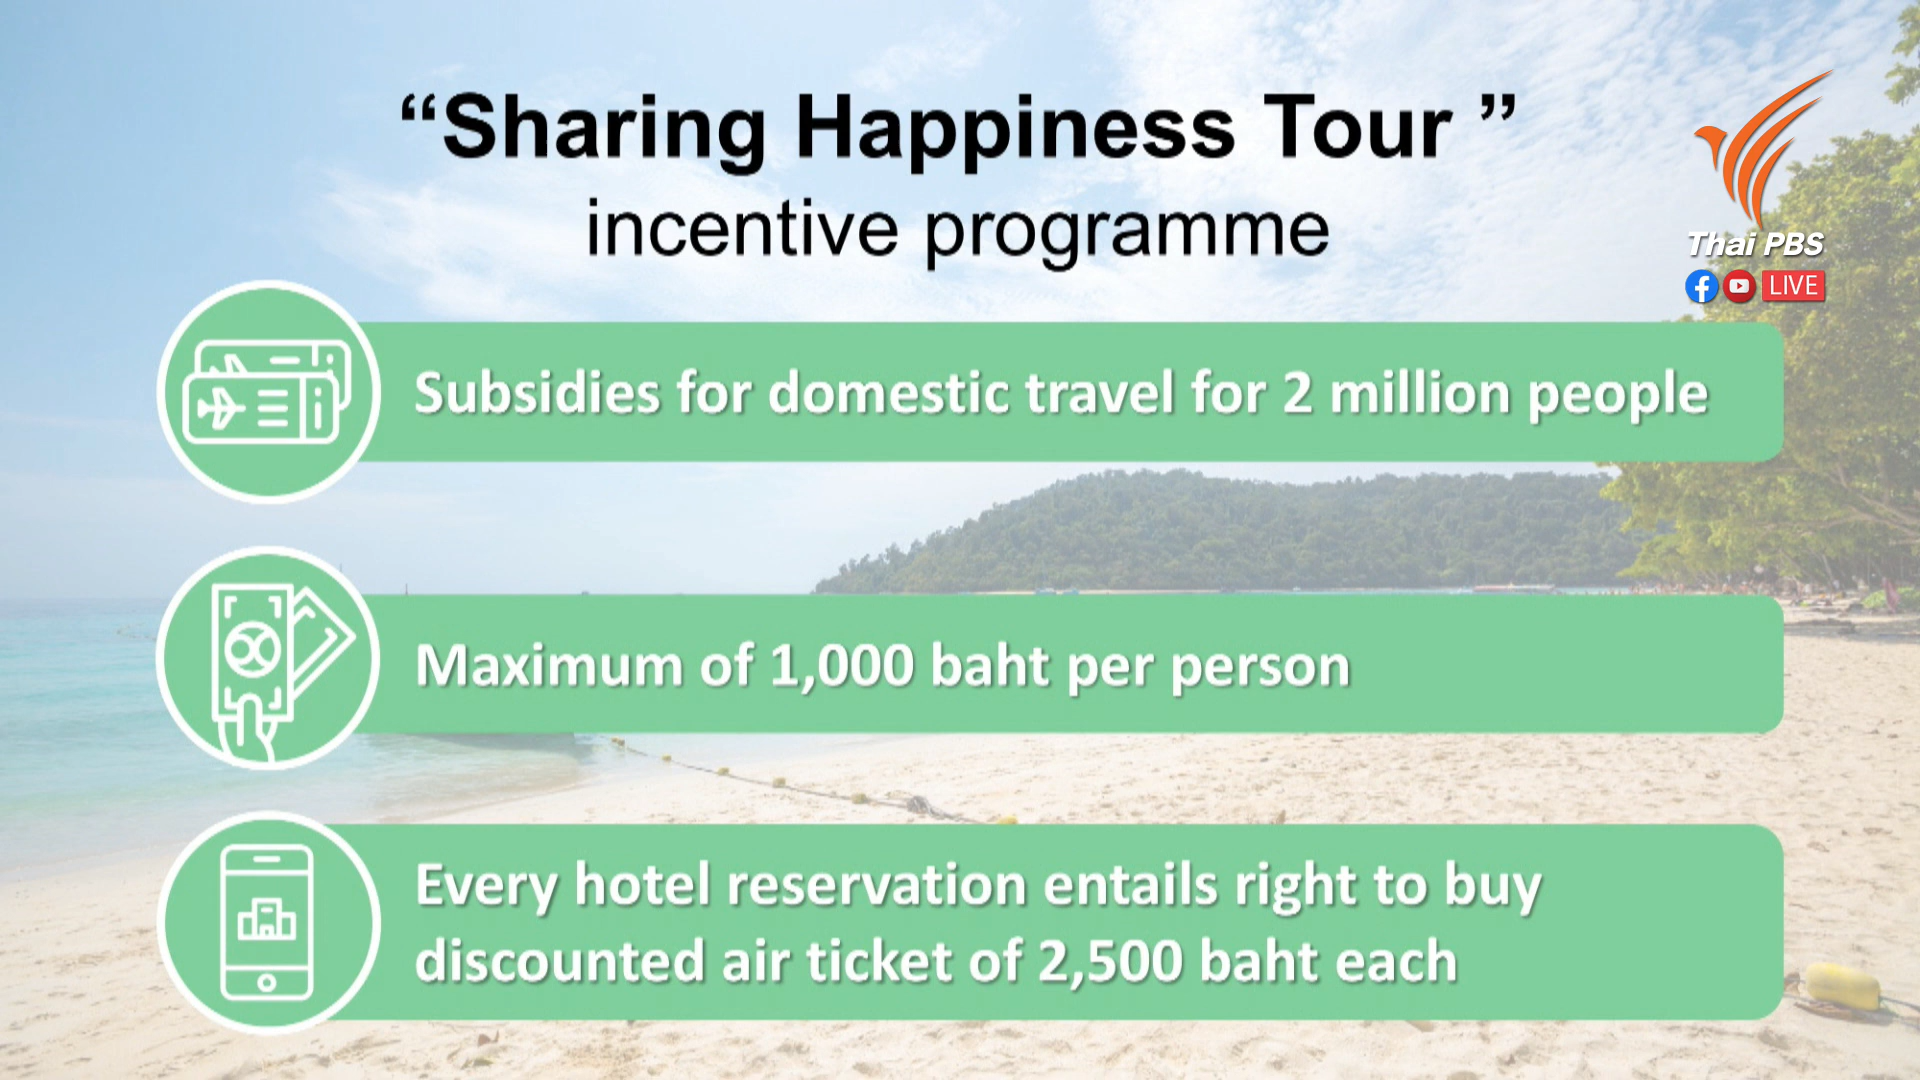 “Sharing Happiness Tour ”
incentive programme
Thai PBS
LIVE
Subsidies for domestic travel for 2 million people
Maximum of 1,000 baht per person
Every hotel reservation entails right to buy
discounted air ticket of 2,500 baht each